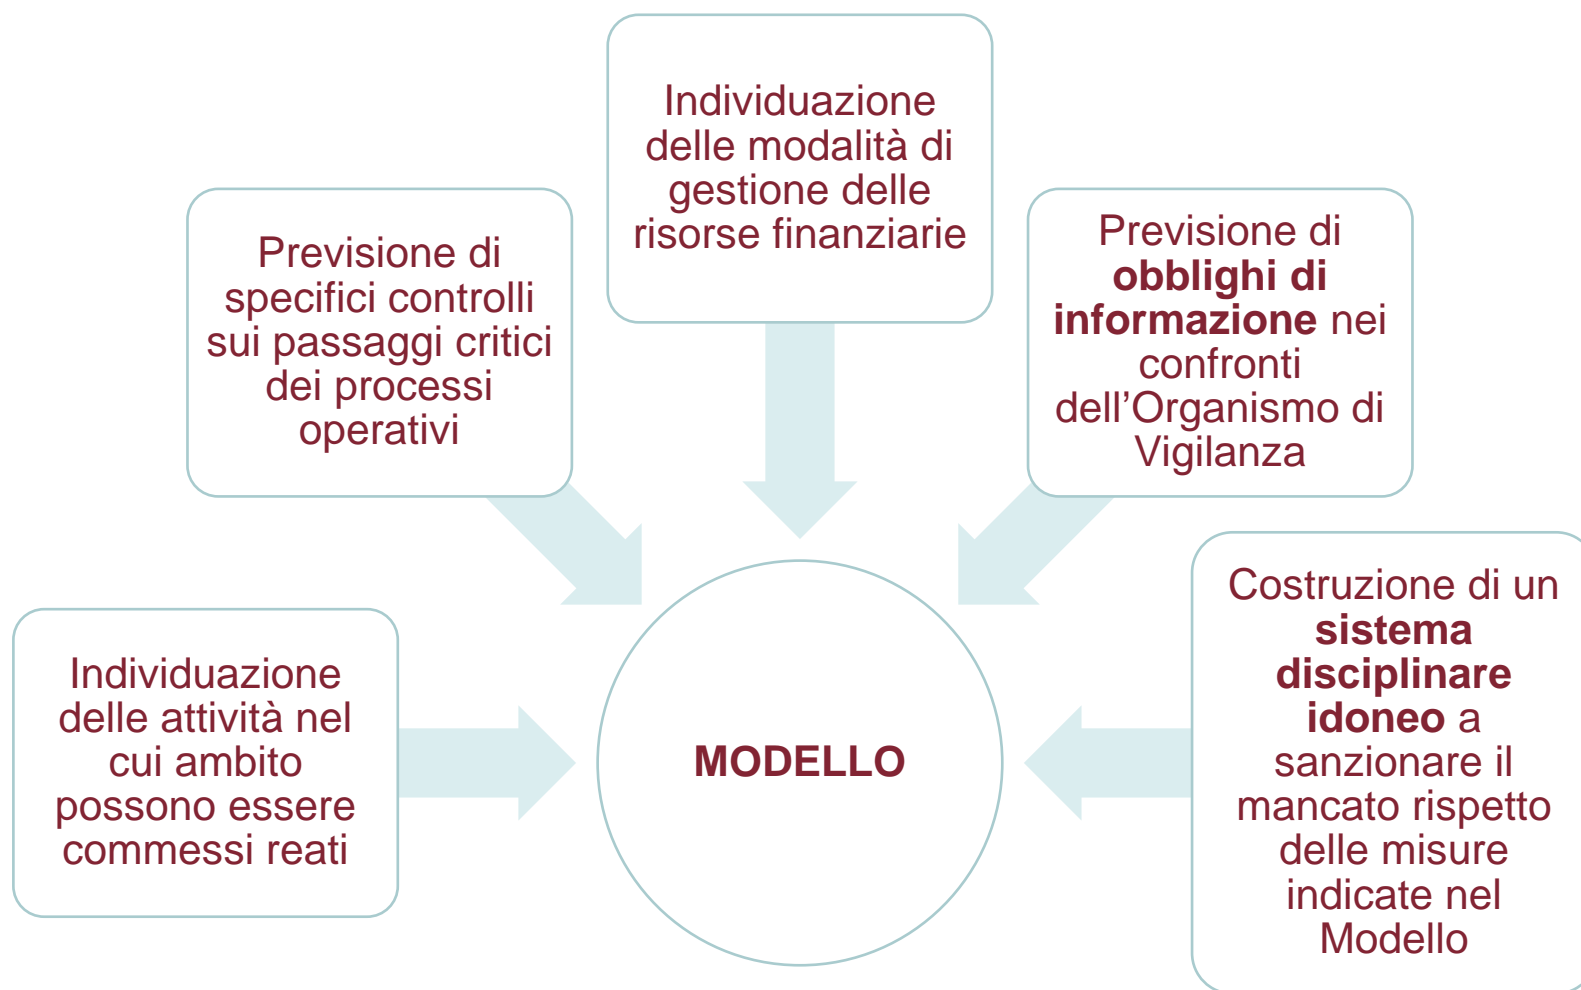 Individuazione
delle modalità di
gestione delle
risorse finanziarie
Previsione di
specifici controlli
sui passaggi critici
dei processi
operativi
Previsione di
obblighi di
informazione nei
confronti
dell’Organismo di
Vigilanza
Individuazione
delle attività nel
cui ambito
possono essere
commessi reati
MODELLO
Costruzione di un
sistema
disciplinare
idoneo a
sanzionare il
mancato rispetto
delle misure
indicate nel
Modello